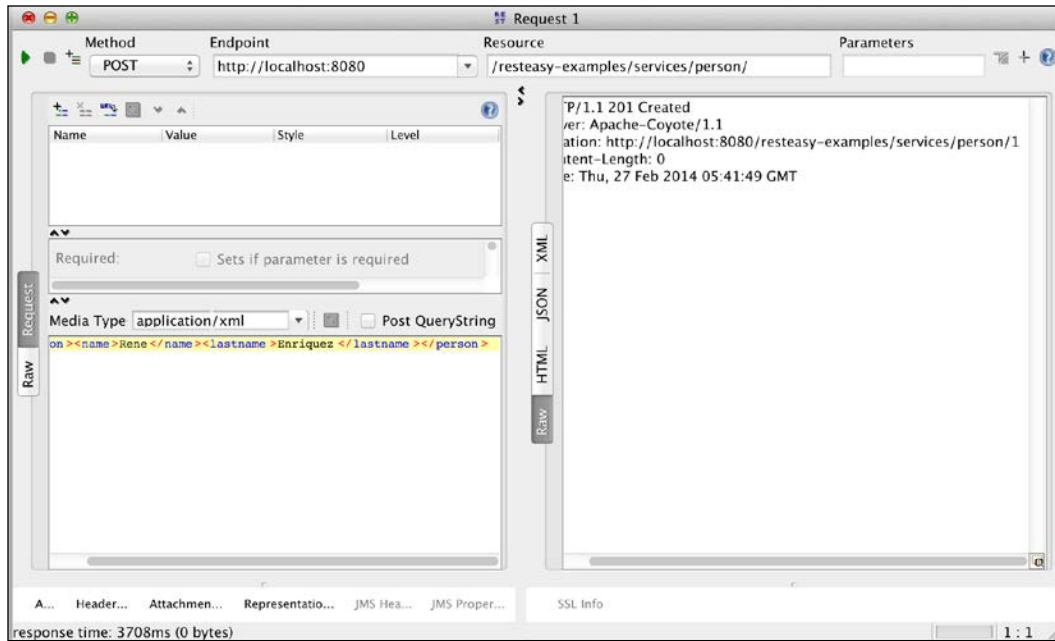 Request 1
Method
Endpoint
Resource
Parameters
POST
http://localhost:8080
/resteasy-examples/services/person/
Name
Value
Style
Level
Required:
Sets if parameter is required
Media Type
application/xml
Post QueryString
on><name>Rene</name><lastname>Enriquez</lastname></person>
Request
Raw
XML
JSON
HTML
Raw
P/1.1 201 Created
ver: Apache-Coyote/1.1
ation: http://localhost:8080/resteasy-examples/services/person/1
itent-Length: 0
e: Thu, 27 Feb 2014 05:41:49 GMT
A...
Header...
Attachmen...
Representatio...
JMS Hea...
JMS Proper...
SSL Info
response time: 3708ms (0 bytes)
1 : 1